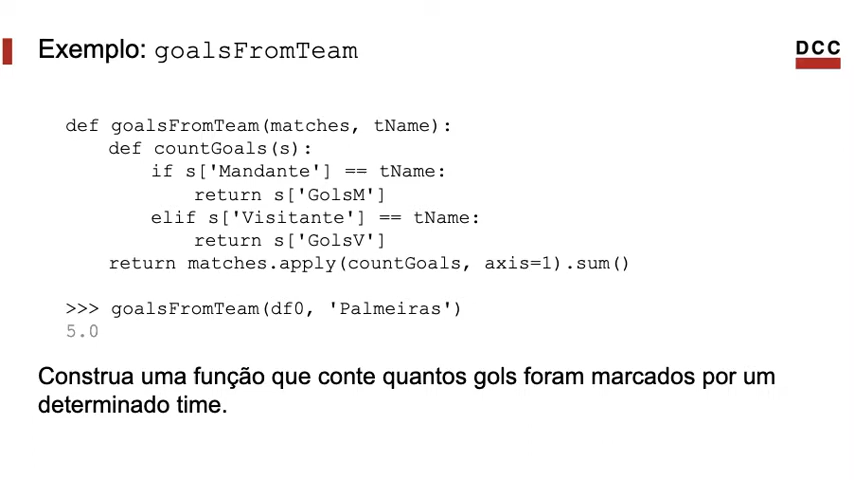 Exemplo: goalsFromTeam
DCC
def goalsFromTeam(matches, tName):
    def countGoals(s):
        if s['Mandante'] == tName:
            return s['GolsM']
        elif s['Visitante'] == tName:
            return s['GolsV']
    return matches.apply(countGoals, axis=1).sum()
>>> goalsFromTeam(df0, 'Palmeiras')
5.0
Construa uma função que conte quantos gols foram marcados por um
determinado time.